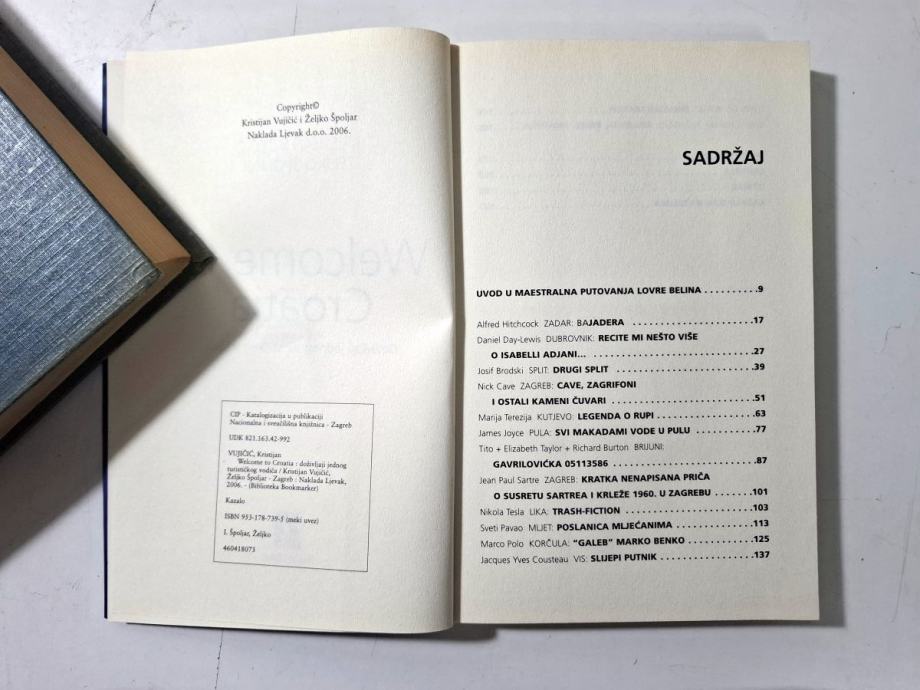 Copyright©
Kristijan Vujičić i Željko Špoljar
Naklada Ljevak d.o.o. 2006.
Welcome
Croatia
CIP - Katalogizacija u publikaciji
Nacionalna i sveučilišna knjižnica - Zagreb
UDK 821.163.42-992
VUJIČIĆ, Kristijan
Welcome to Croatia : doživljaji jednog
turističkog vodiča / Kristijan Vujičić,
Željko Špoljar - Zagreb : Naklada Ljevak,
2006. - (Biblioteka Bookmarker)
Kazalo
ISBN 953-178-739-5 (meki uvez)
I. Špoljar, Željko
460418073
SADRŽAJ
UVOD U MAESTRALNA PUTOVANJA LOVRE BELINA ..........9
Alfred Hitchcock ZADAR: BAJADERA ......................17
Daniel Day-Lewis DUBROVNIK: RECITE MI NEŠTO VIŠE
O ISABELLI ADJANI... ............................27
Josif Brodski SPLIT: DRUGI SPLIT .........................39
Nick Cave ZAGREB: CAVE, ZAGRIFONI
I OSTALI KAMENI ČUVARI ..........................51
Marija Terezija KUTJEVO: LEGENDA O RUPI .................63
James Joyce PULA: SVI MAKADAMI VODE U PULU ............77
Tito + Elizabeth Taylor + Richard Burton BRIJUNI:
GAVRILOVIĆKA 05113586 ..........................87
Jean Paul Sartre ZAGREB: KRATKA NENAPISANA PRIČA
O SUSRETU SARTREA I KRLEŽE 1960. U ZAGREBU .......101
Nikola Tesla LIKA: TRASH-FICTION .......................103
Sveti Pavao MLJET: POSLANICA MLJEĆANIMA ..............113
Marco Polo KORČULA: "GALEB" MARKO BENKO ............125
Jacques Yves Cousteau VIS: SLIJEPI PUTNIK ................137